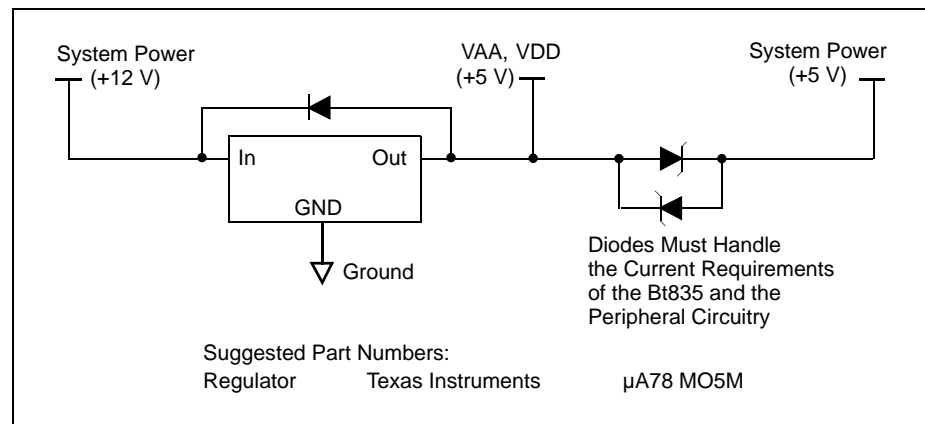 System Power
(+12 V)
VAA, VDD
(+5 V)
System Power
(+5 V)
In
Out
GND
Ground
Diodes Must Handle
the Current Requirements
of the Bt835 and the
Peripheral Circuitry
Suggested Part Numbers:
Regulator Texas Instruments µA78 MO5M